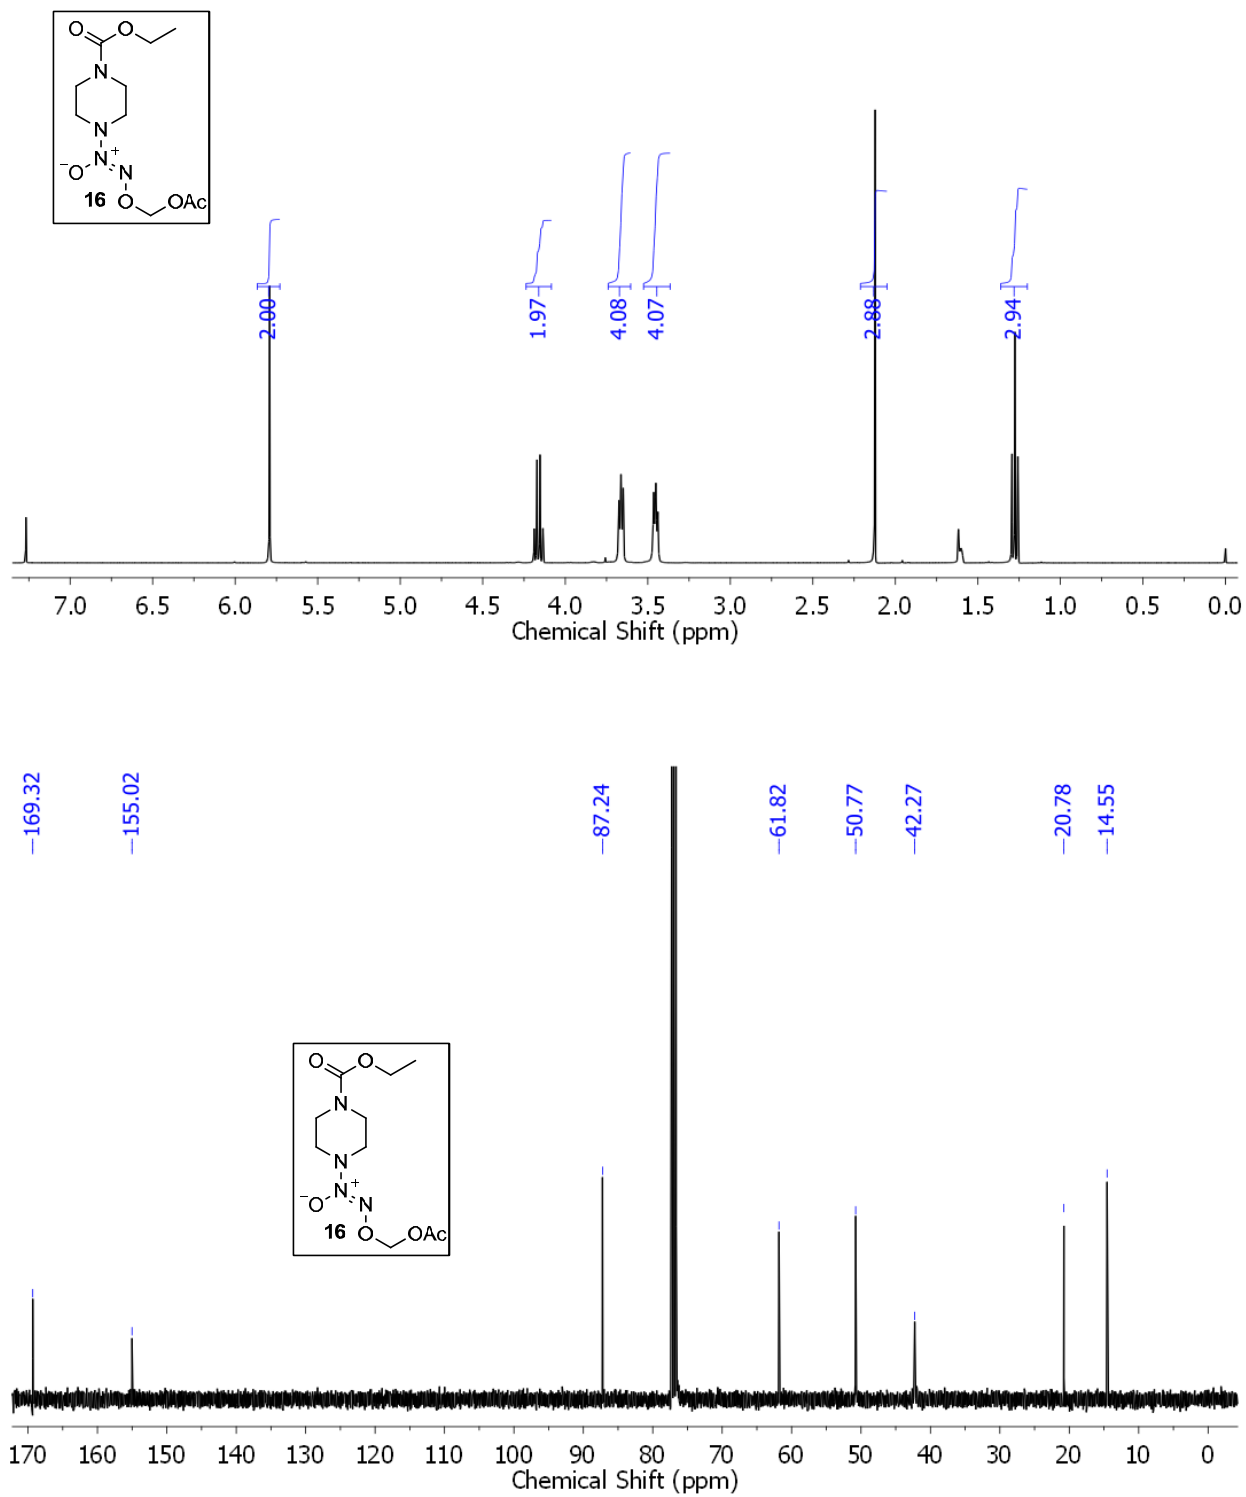 O O
N
N
−O N+ N
16 O OAc
2.00 1.97 4.08 4.07 2.88 2.94
7.0 6.5 6.0 5.5 5.0 4.5 4.0 3.5 3.0 2.5 2.0 1.5 1.0 0.5 0.0
Chemical Shift (ppm)
169.32 155.02 87.24 61.82 50.77 42.27 20.78 14.55
O O
N
N
−O N+ N
16 O OAc
170 160 150 140 130 120 110 100 90 80 70 60 50 40 30 20 10 0
Chemical Shift (ppm)